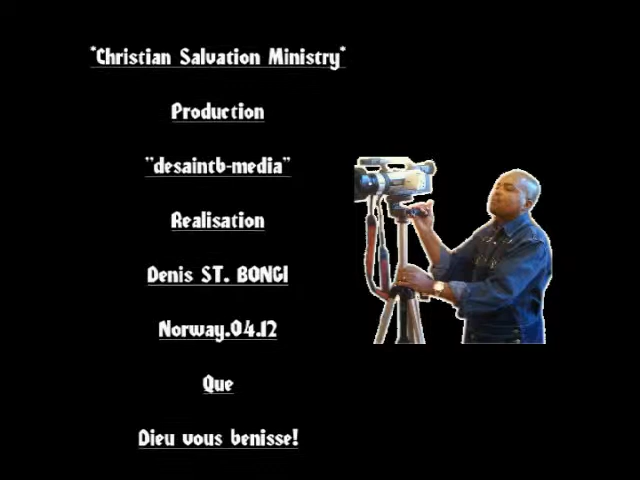 *Christian Salvation Ministry*
Production
"desaintb-media"
Realisation
Denis ST. BONGI
Norway.04.12
Que
Dieu vous benisse!